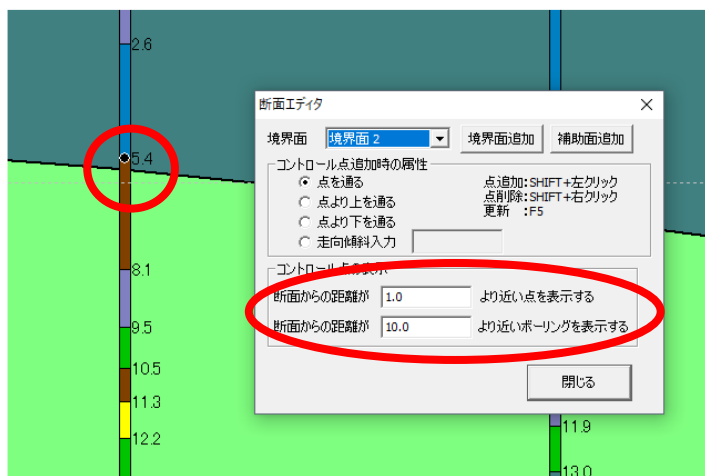 2.6
5.4
8.1
9.5
10.5
11.3
12.2
断面エディタ
境界面 境界面 2 境界面追加 補助面追加
コントロール点追加時の属性
点を通る
点より上を通る
点より下を通る
走向傾斜入力
点追加:SHIFT+左クリック
点削除:SHIFT+右クリック
更新 :F5
コントロール点の表示
断面からの距離が 1.0 より近い点を表示する
断面からの距離が 10.0 より近いボーリングを表示する
閉じる
11.9
13.0